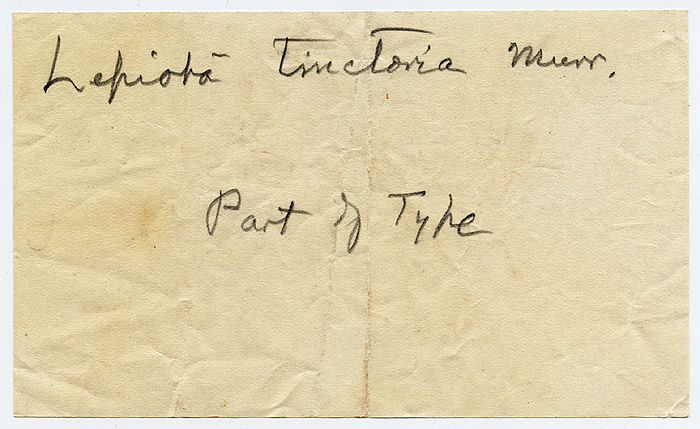 Lepiota tinctoria Murr.
Part of Type